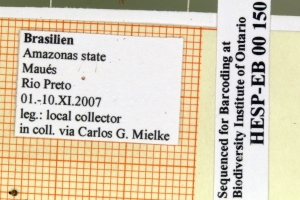 Brasilien
Amazonas state
Maués
Rio Preto
01.-10.XI.2007
leg.: local collector
in coll. via Carlos G. Mielke
Sequenced for Barcoding at
Biodiversity Institute of Ontario
HESP-EB 00 150